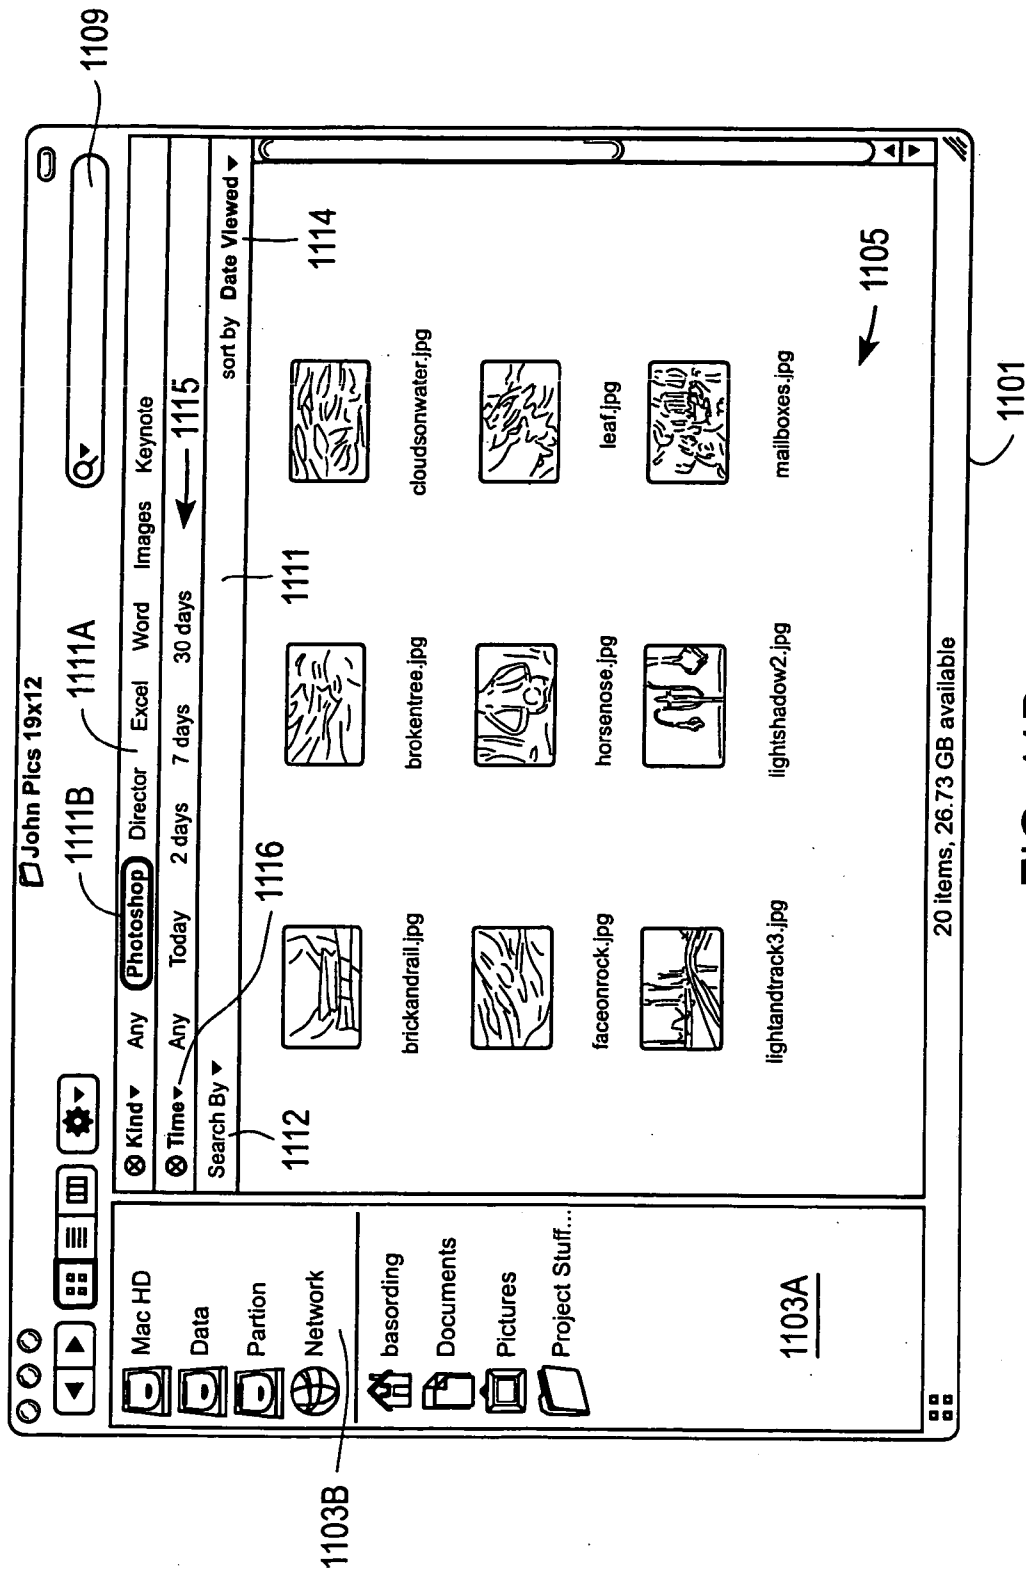 John Pics 19x12
1109
1111B
1111A
Kind Any Photoshop Director Excel Word Images Keynote
Time Any Today 2 days 7 days 30 days
1115
Search By
sort by Date Viewed
1112
1116
1111
1114
Mac HD
Data
Partion
Network
basording
Documents
Pictures
Project Stuff...
1103B
1103A
brickandrail.jpg
brokentree.jpg
cloudsonwater.jpg
faceonrock.jpg
horsenose.jpg
leaf.jpg
lightandtrack3.jpg
lightshadow2.jpg
mailboxes.jpg
1105
20 items, 26.73 GB available
1101